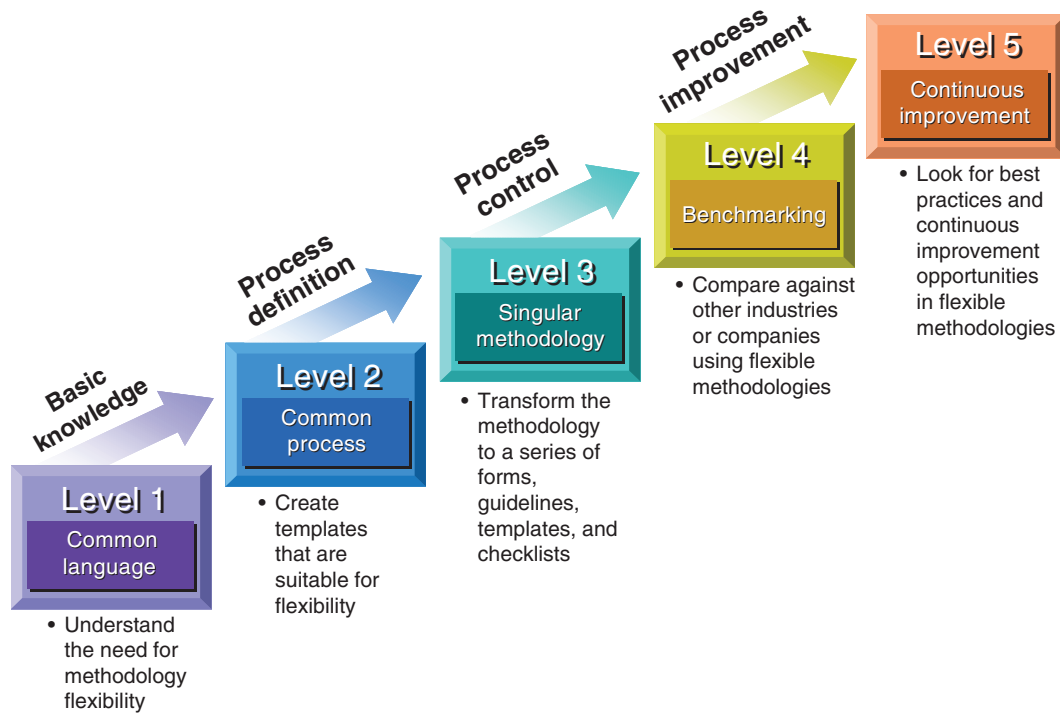 Level 1
Common
language
• Understand
the need for
methodology
flexibility
Basic
knowledge
Level 2
Common
process
• Create
templates
that are
suitable for
flexibility
Process
definition
Level 3
Singular
methodology
• Transform the
methodology
to a series of
forms,
guidelines,
templates, and
checklists
Process
control
Level 4
Benchmarking
• Compare against
other industries
or companies
using flexible
methodologies
Process
improvement
Level 5
Continuous
improvement
• Look for best
practices and
continuous
improvement
opportunities
in flexible
methodologies